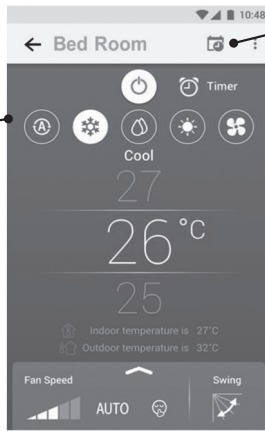 10:48
Bed Room
Timer
A
Cool
27
26°C
25
Indoor temperature is 27°C
Outdoor temperature is 32°C
Fan Speed
Swing
AUTO